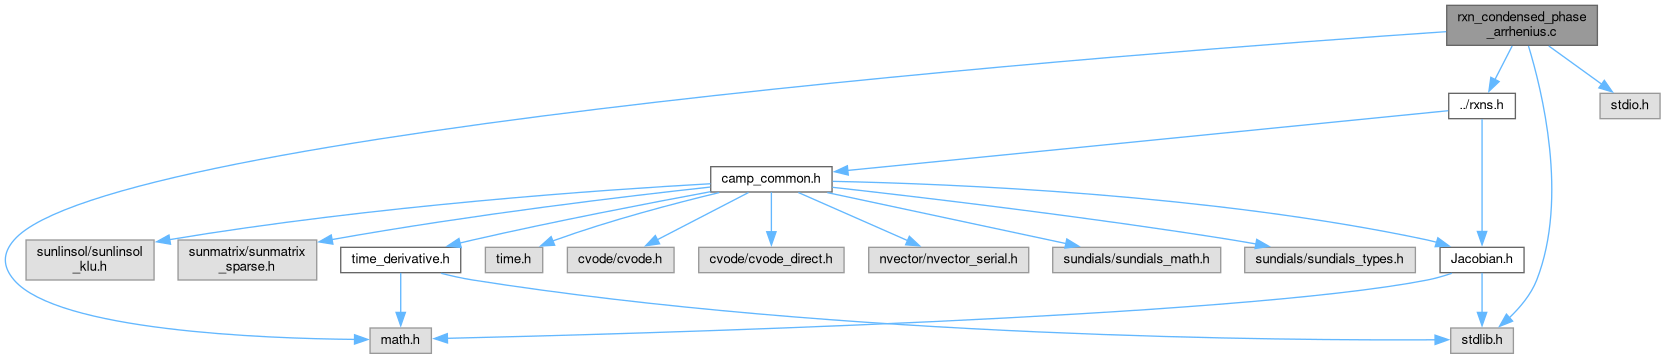 rxn_condensed_phase
_arrhenius.c
../rxns.h
stdio.h
camp_common.h
sunlinsol/sunlinsol
_klu.h
sunmatrix/sunmatrix
_sparse.h
time_derivative.h
time.h
cvode/cvode.h
cvode/cvode_direct.h
nvector/nvector_serial.h
sundials/sundials_math.h
sundials/sundials_types.h
Jacobian.h
math.h
stdlib.h